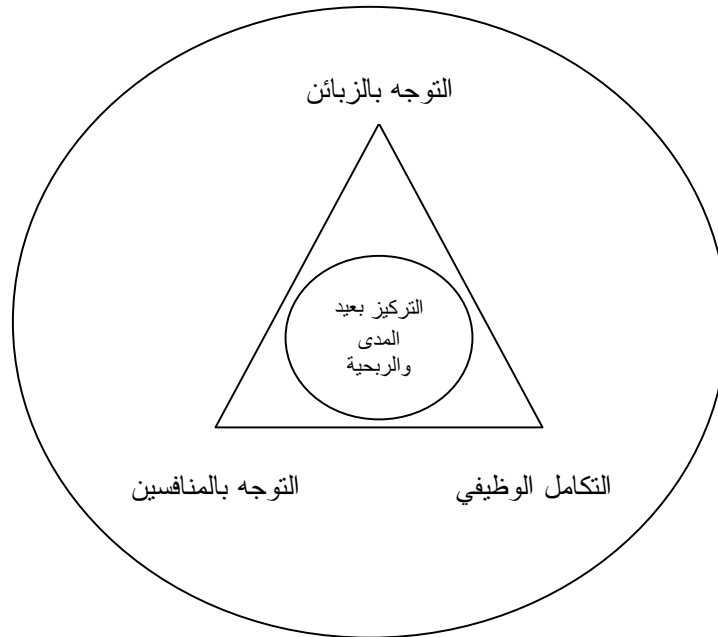 التوجه بالزبائن
التركيز بعيد
المدى
والربحية
التكامل الوظيفي
التوجه بالمنافسين